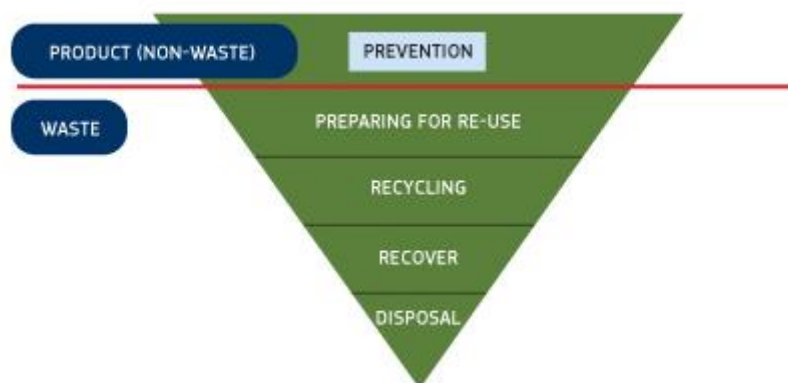 PRODUCT (NON-WASTE)
PREVENTION
WASTE
PREPARING FOR RE-USE
RECYCLING
RECOVER
DISPOSAL